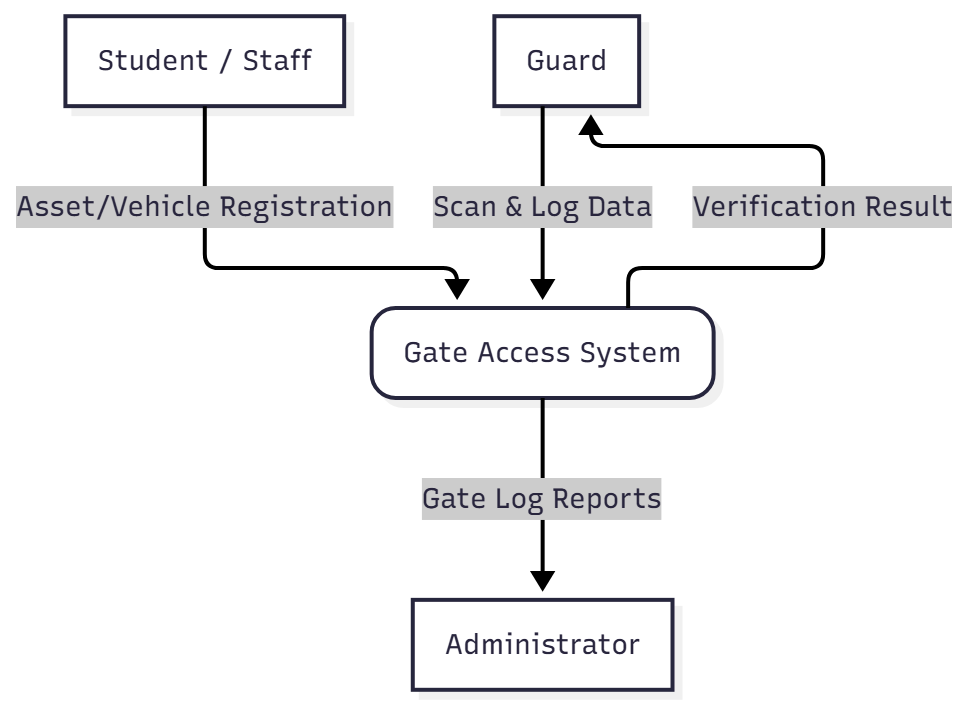 Student / Staff
Guard
Asset/Vehicle Registration
Scan & Log Data
Verification Result
Gate Access System
Gate Log Reports
Administrator